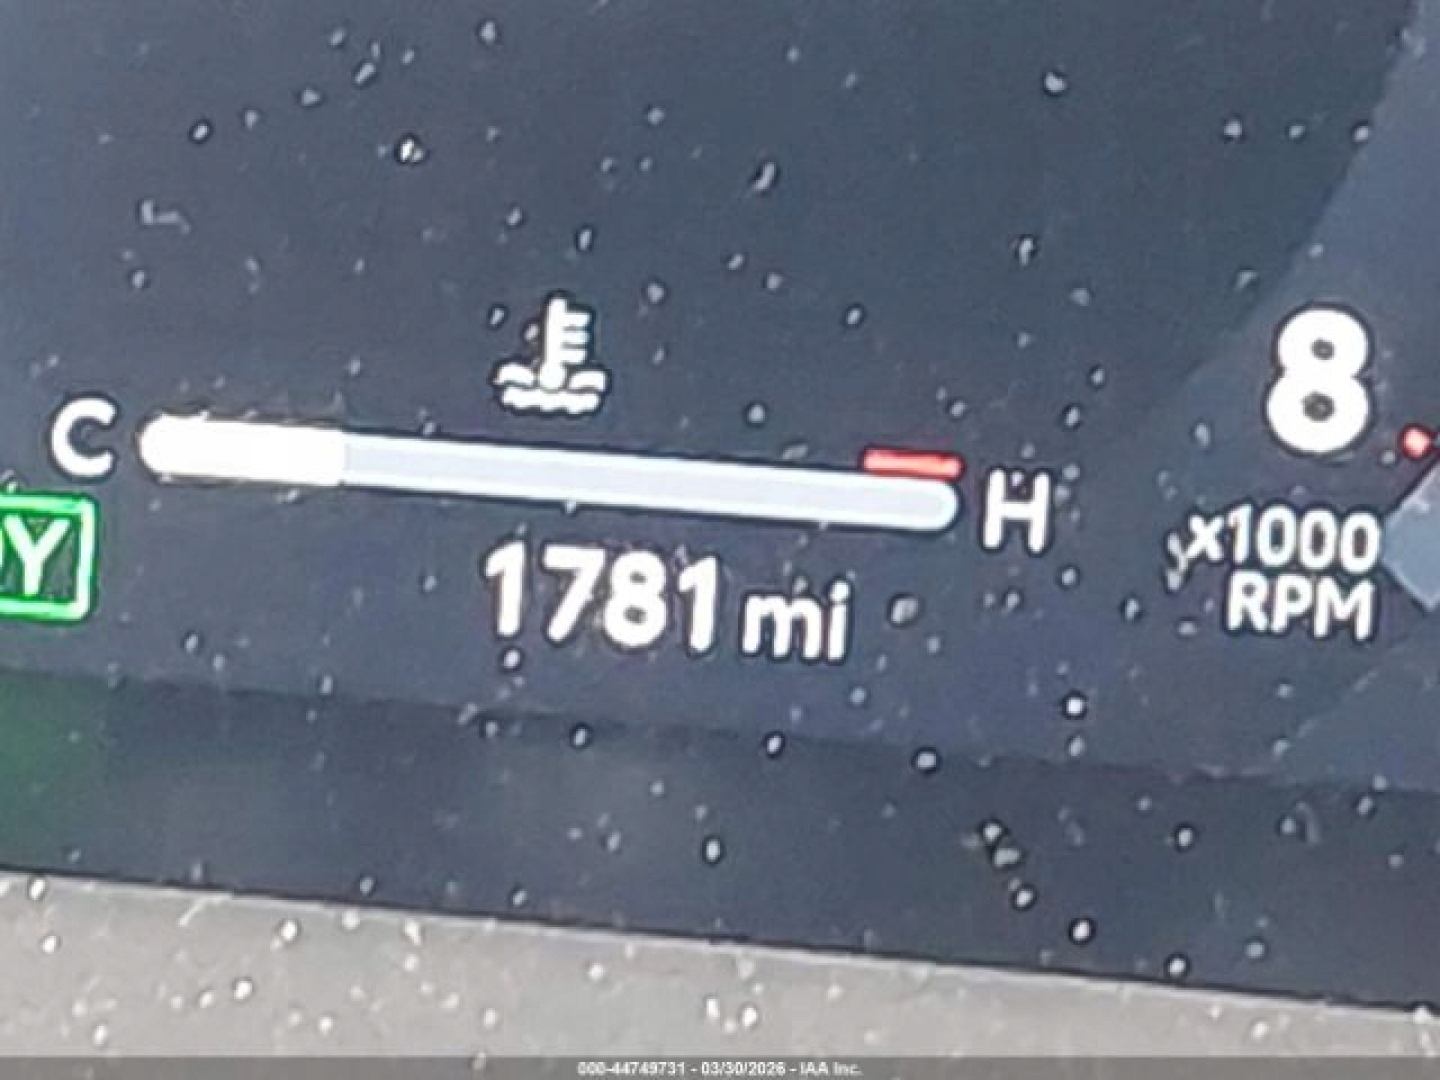 8
C
H
x1000
RPM
Y
1781 mi
000-44749731 - 03/30/2026 - IAA Inc.